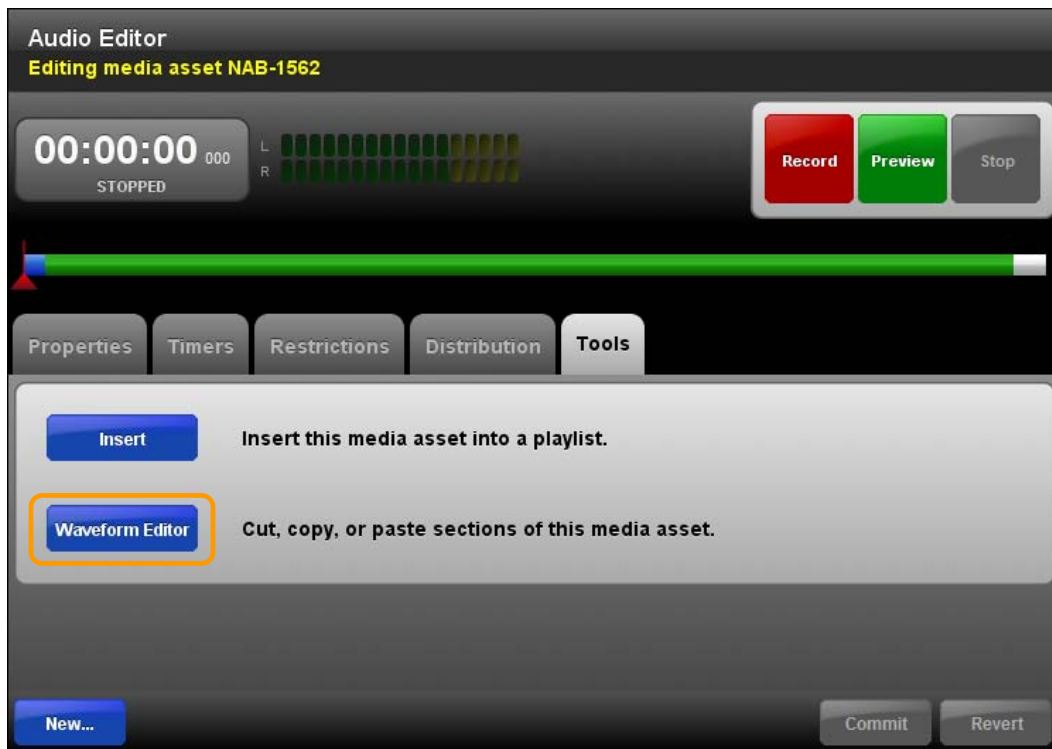 Audio Editor
Editing media asset NAB-1562
00:00:00 000
STOPPED
L
R
Record Preview Stop
Properties Timers Restrictions Distribution Tools
Insert Insert this media asset into a playlist.
Waveform Editor Cut, copy, or paste sections of this media asset.
New... Commit Revert